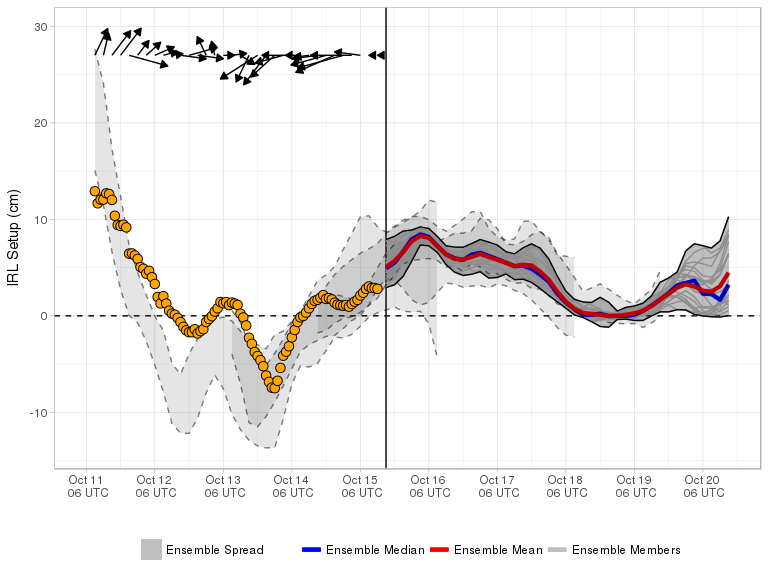 30
20
10
0
-10
IRL Setup (cm)
Oct 11 Oct 12 Oct 13 Oct 14 Oct 15 Oct 16 Oct 17 Oct 18 Oct 19 Oct 20
06 UTC 06 UTC 06 UTC 06 UTC 06 UTC 06 UTC 06 UTC 06 UTC 06 UTC 06 UTC
Ensemble Spread Ensemble Median Ensemble Mean Ensemble Members